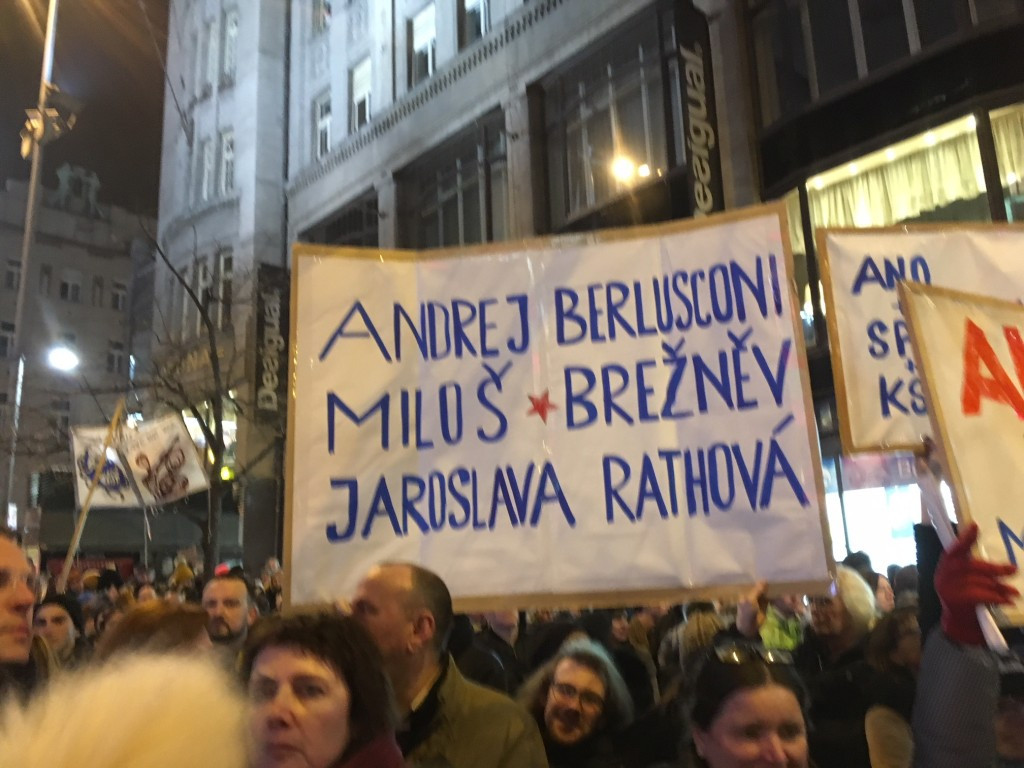 Desigual.
Desigual.
ANDREJ BERLUSCONI
MILOŠ ★ BREŽNĚV
JAROSLAVA RATHOVÁ
ANO